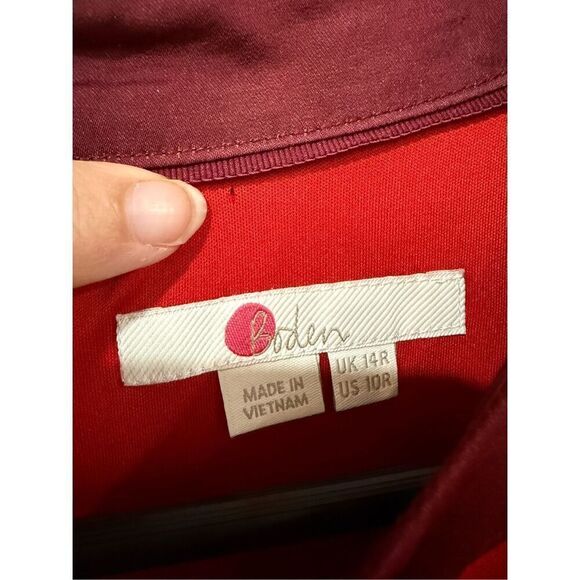 Boden
MADE IN
VIETNAM
UK 14R
US 10R